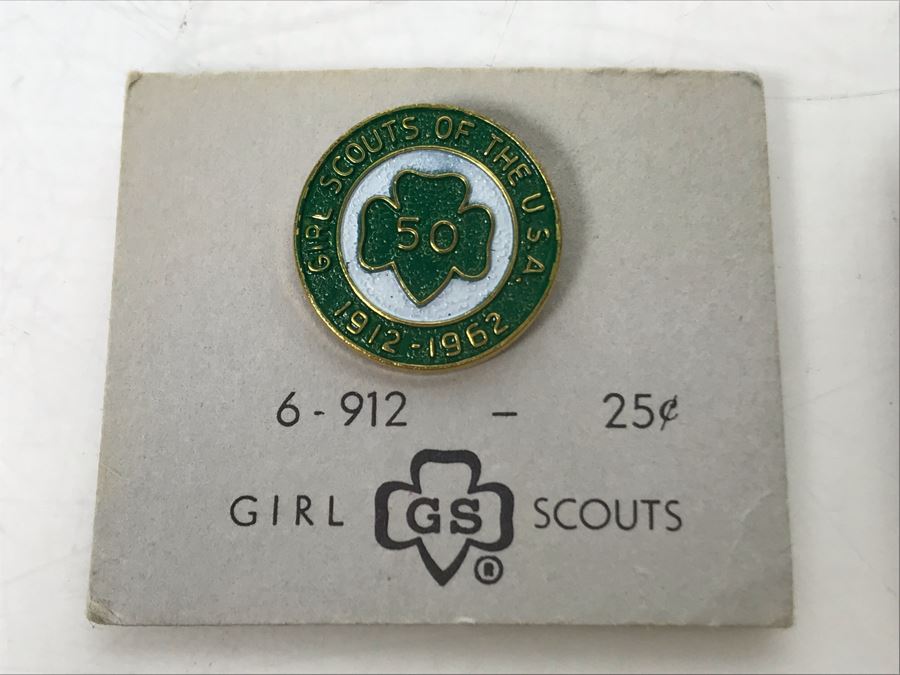 GIRL SCOUTS OF THE U.S.A.
50
1912-1962
6-912 – 25¢
GIRL GS SCOUTS
®